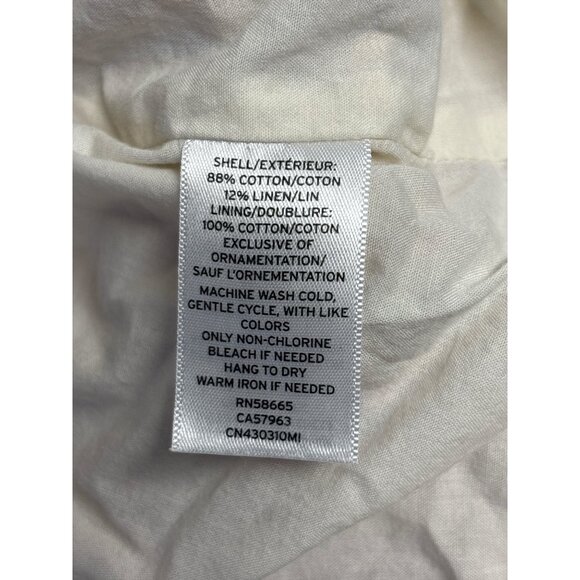 SHELL/EXTÉRIEUR:
88% COTTON/COTON
12% LINEN/LIN
LINING/DOUBLURE:
100% COTTON/COTON
EXCLUSIVE OF
ORNAMENTATION/
SAUF L'ORNEMENTATION
MACHINE WASH COLD,
GENTLE CYCLE, WITH LIKE
COLORS
ONLY NON-CHLORINE
BLEACH IF NEEDED
HANG TO DRY
WARM IRON IF NEEDED
RN58665
CA57963
CN430310MI